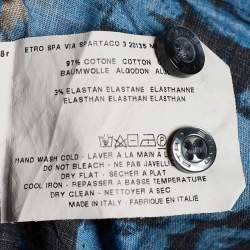 8r
ETRO SPA VIA SPARTACO 3 20135 M
97% COTONE COTTON
BAUMWOLLE ALGODON ALG
3% ELASTAN ELASTANE ELASTHANNE
ELASTHAN ELASTHAN ELASTHAN
HAND WASH COLD - LAVER A LA MAIN A
DO NOT BLEACH - NE PAS JAVELL
DRY FLAT - SECHER A PLAT
COOL IRON - REPASSER A BASSE TEMPERATURE
DRY CLEAN - NETTOYER A SEC
MADE IN ITALY - FABRIQUE EN ITALIE